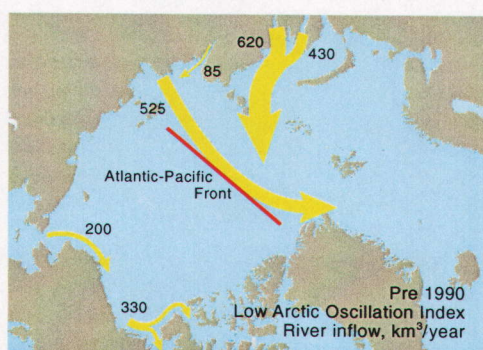 620
430
85
525
Atlantic-Pacific
Front
200
330
Pre 1990
Low Arctic Oscillation Index
River inflow, km³/year